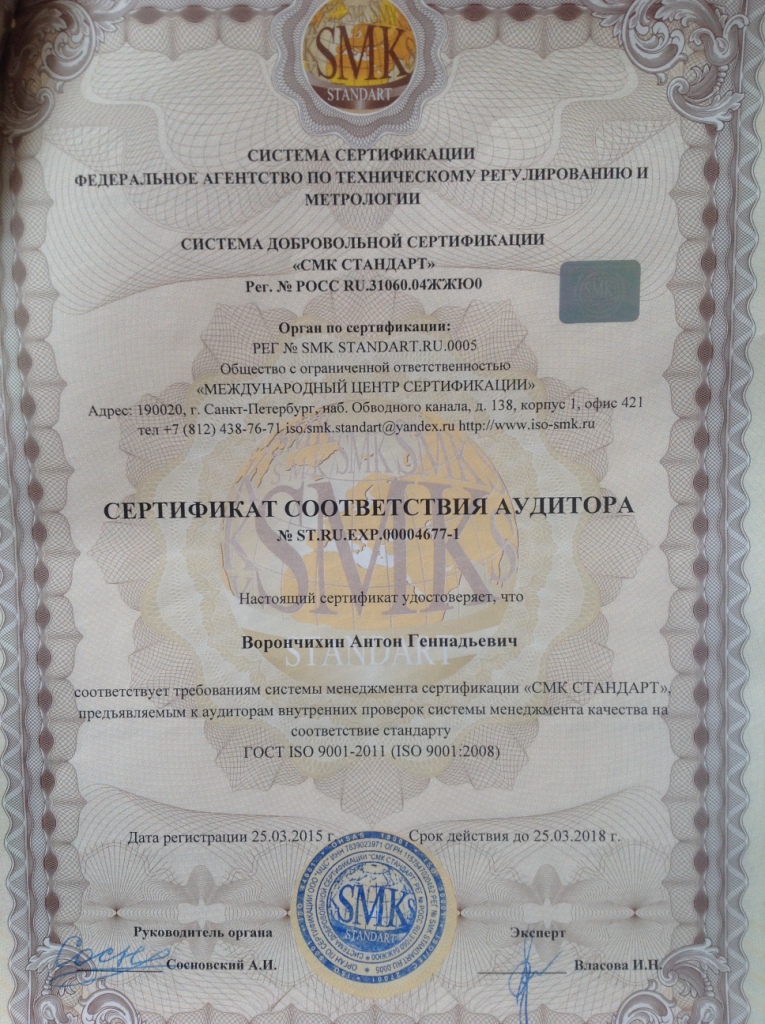 SMK
STANDART
СИСТЕМА СЕРТИФИКАЦИИ
ФЕДЕРАЛЬНОЕ АГЕНТСТВО ПО ТЕХНИЧЕСКОМУ РЕГУЛИРОВАНИЮ И
МЕТРОЛОГИИ
СИСТЕМА ДОБРОВОЛЬНОЙ СЕРТИФИКАЦИИ
«СМК СТАНДАРТ»
Рег. № РОСС RU.31060.04ЖЖЮ0
SMK
Орган по сертификации:
РЕГ № SMK STANDART.RU.0005
Общество с ограниченной ответственностью
«МЕЖДУНАРОДНЫЙ ЦЕНТР СЕРТИФИКАЦИИ»
Адрес: 190020, г. Санкт-Петербург, наб. Обводного канала, д. 138, корпус 1, офис 421
тел +7 (812) 438-76-71 iso.smk.standart@yandex.ru http://www.iso-smk.ru
СЕРТИФИКАТ СООТВЕТСТВИЯ АУДИТОРА
№ ST.RU.EXP.00004677-1
SMK
STANDART
Настоящий сертификат удостоверяет, что
Ворончихин Антон Геннадьевич
соответствует требованиям системы менеджмента сертификации «СМК СТАНДАРТ»,
предъявляемым к аудиторам внутренних проверок системы менеджмента качества на
соответствие стандарту
ГОСТ ISO 9001-2011 (ISO 9001:2008)
Дата регистрации 25.03.2015 г. Срок действия до 25.03.2018 г.
SMK
STANDART
Руководитель органа Эксперт
Сосновский А.И. Власова И.Н.